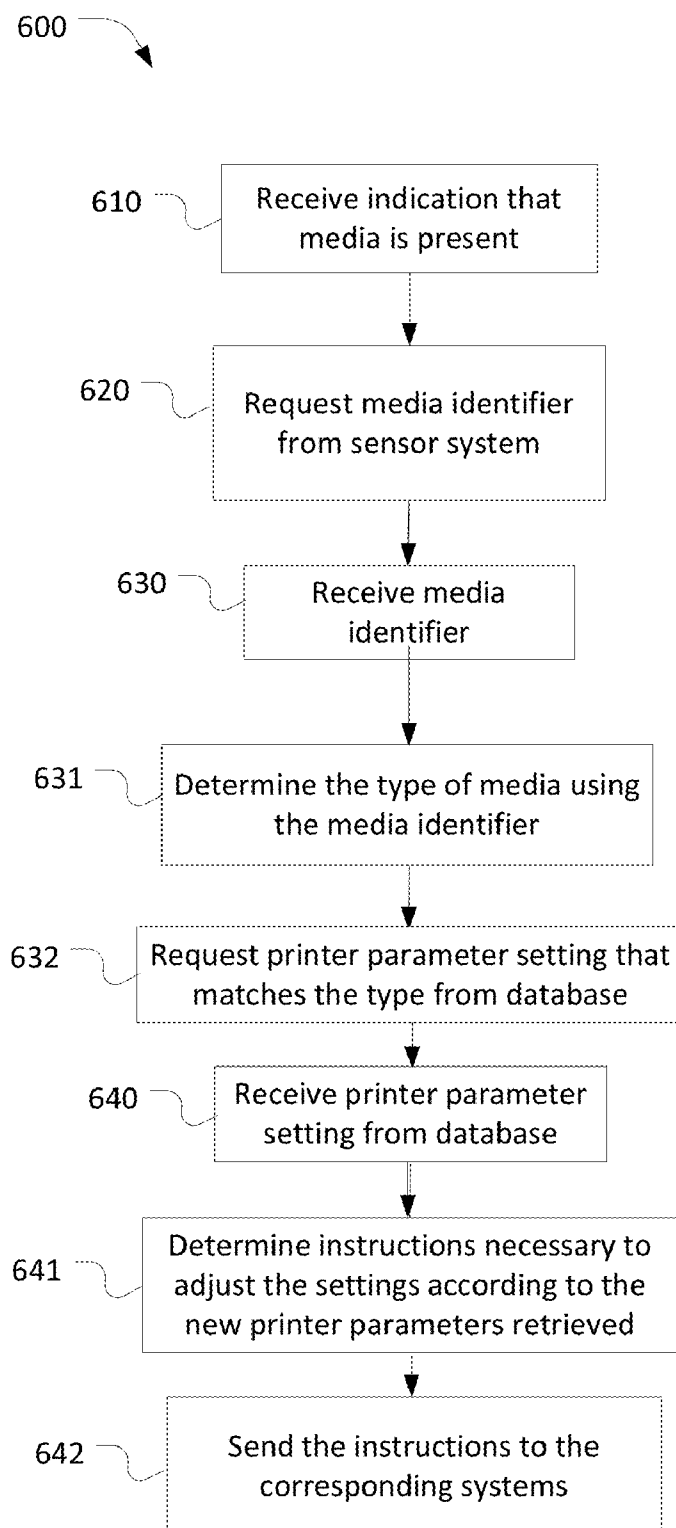 600
610
Receive indication that
media is present
620
Request media identifier
from sensor system
630
Receive media
identifier
631
Determine the type of media using
the media identifier
632
Request printer parameter setting that
matches the type from database
640
Receive printer parameter
setting from database
641
Determine instructions necessary to
adjust the settings according to the
new printer parameters retrieved
642
Send the instructions to the
corresponding systems